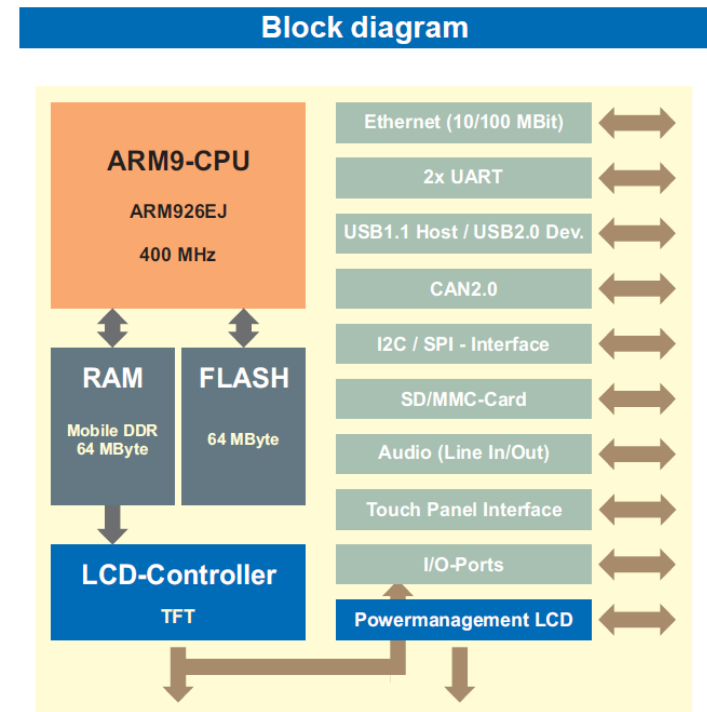 Block diagram
ARM9-CPU
ARM926EJ
400 MHz
RAM
Mobile DDR
64 MByte
FLASH
64 MByte
LCD-Controller
TFT
Ethernet (10/100 MBit)
2x UART
USB1.1 Host / USB2.0 Dev.
CAN2.0
I2C / SPI - Interface
SD/MMC-Card
Audio (Line In/Out)
Touch Panel Interface
I/O-Ports
Powermanagement LCD